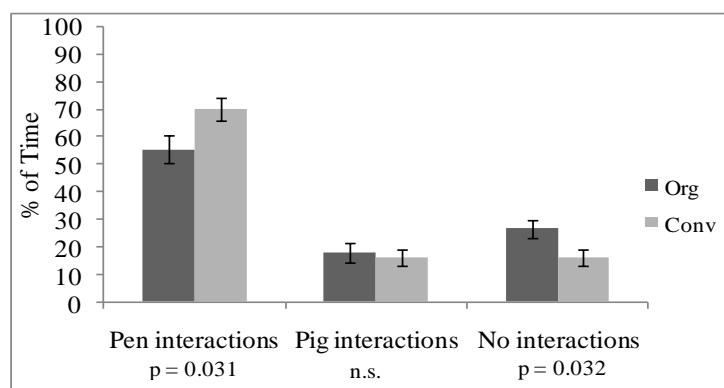 % of Time
100
90
80
70
60
50
40
30
20
10
0
Org
Conv
Pen interactions Pig interactions No interactions
p = 0.031 n.s. p = 0.032